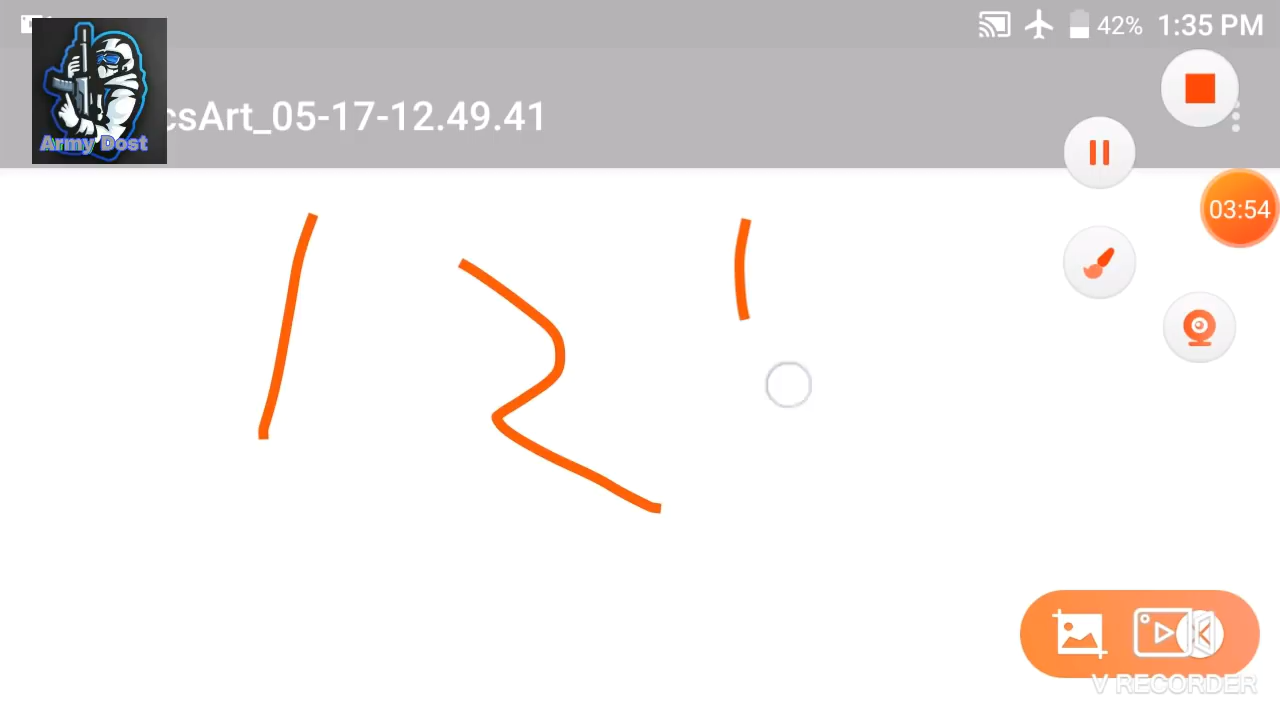 42% 1:35 PM
Army Dost
csArt_05-17-12.49.41
03:54
1 2
V RECORDER